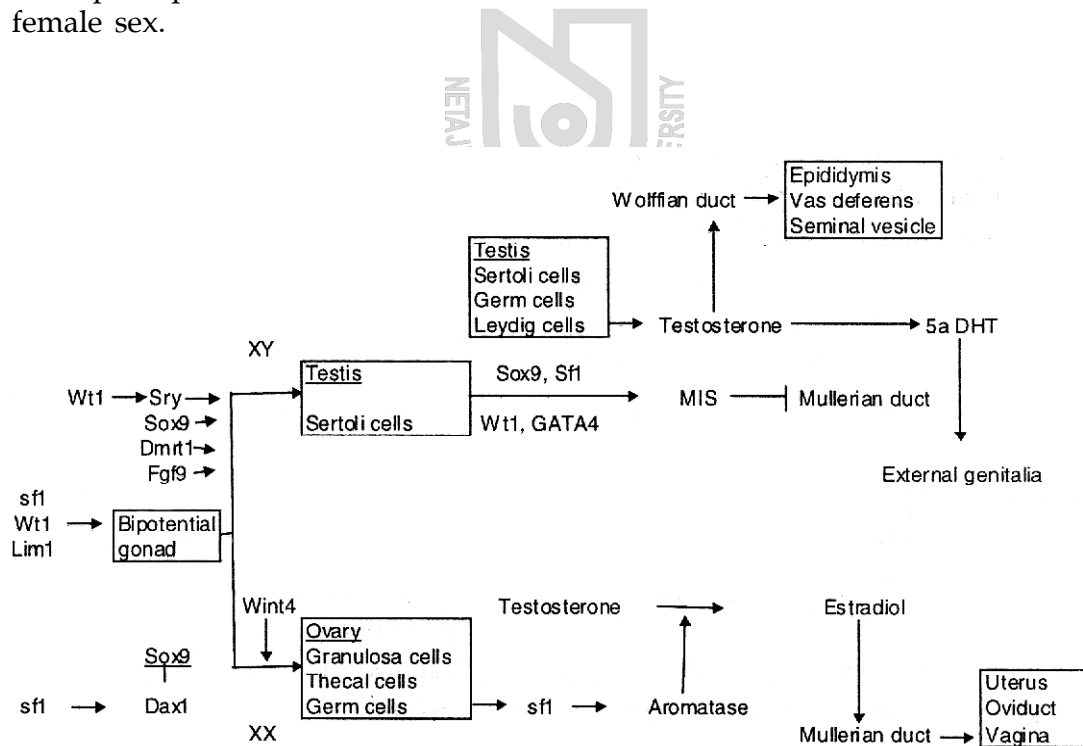 female sex.
NETAJ
ERSITY
Epididymis
Vas deferens
Seminal vesicle
Wolffian duct
Testis
Sertoli cells
Germ cells
Leydig cells
Testosterone
5a DHT
XY
Testis
Sertoli cells
Sox9, Sf1
Wt1, GATA4
MIS
Mullerian duct
Wt1
Sry
Sox9
Dmrt1
Fgf9
External genitalia
sf1
Wt1
Lim1
Bipotential
gonad
Wint4
Testosterone
Estradiol
Ovary
Granulosa cells
Thecal cells
Germ cells
Sox9
sf1
Dax1
sf1
Aromatase
XX
Mullerian duct
Uterus
Oviduct
Vagina